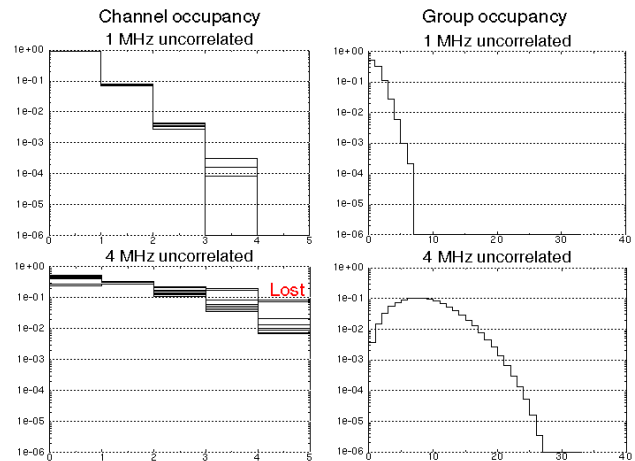 Channel occupancy
1 MHz uncorrelated
1e+00
1e-01
1e-02
1e-03
1e-04
1e-05
1e-06
0 1 2 3 4 5
Group occupancy
1 MHz uncorrelated
1e+00
1e-01
1e-02
1e-03
1e-04
1e-05
1e-06
0 10 20 30 40
4 MHz uncorrelated
1e+00
1e-01
1e-02
1e-03
1e-04
1e-05
1e-06
Lost
0 1 2 3 4 5
4 MHz uncorrelated
1e+00
1e-01
1e-02
1e-03
1e-04
1e-05
1e-06
0 10 20 30 40